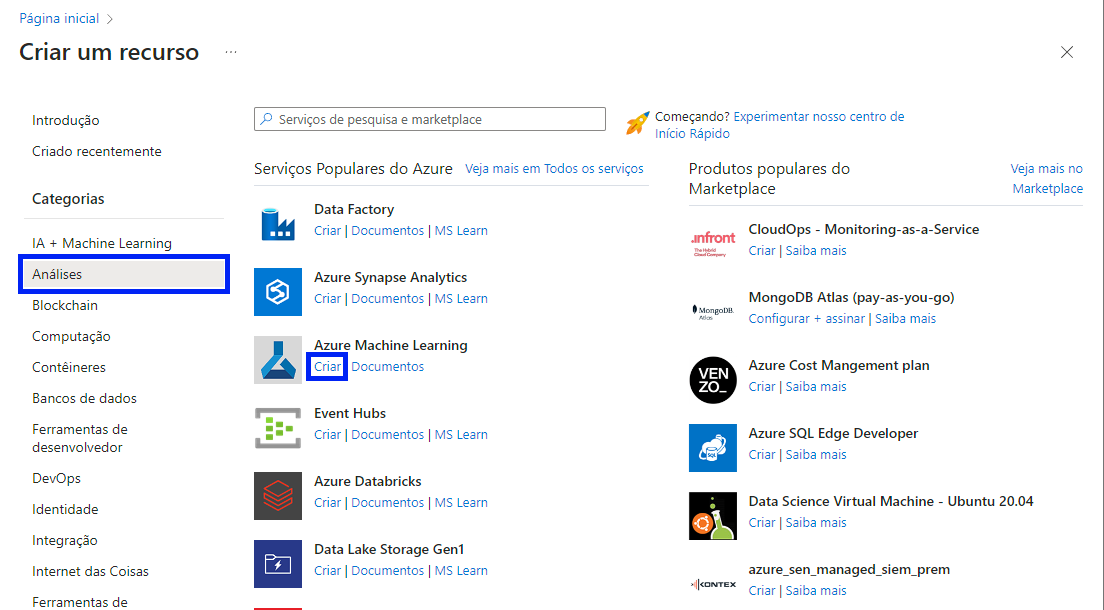 Página inicial
Criar um recurso ...
Introdução
Criado recentemente
Categorias
IA + Machine Learning
Análises
Blockchain
Computação
Contêineres
Bancos de dados
Ferramentas de
desenvolvedor
DevOps
Identidade
Integração
Internet das Coisas
Ferramentas de
Serviços de pesquisa e marketplace
Começando? Experimentar nosso centro de
Início Rápido
Serviços Populares do Azure Veja mais em Todos os serviços
Data Factory
Criar | Documentos | MS Learn
Azure Synapse Analytics
Criar | Documentos | MS Learn
Azure Machine Learning
Criar Documentos
Event Hubs
Criar | Documentos | MS Learn
Azure Databricks
Criar | Documentos | MS Learn
Data Lake Storage Gen1
Criar | Documentos | MS Learn
Produtos populares do
Marketplace
Veja mais no
Marketplace
.infront
The Hybrid
Cloud Company
CloudOps - Monitoring-as-a-Service
Criar | Saiba mais
MongoDB.
Atlas
MongoDB Atlas (pay-as-you-go)
Configurar + assinar | Saiba mais
VEN
ZO_
Azure Cost Mangement plan
Criar | Saiba mais
SQL
Azure SQL Edge Developer
Criar | Saiba mais
Data Science Virtual Machine - Ubuntu 20.04
Criar | Saiba mais
KONTEX
azure_sen_managed_siem_prem
Criar | Saiba mais